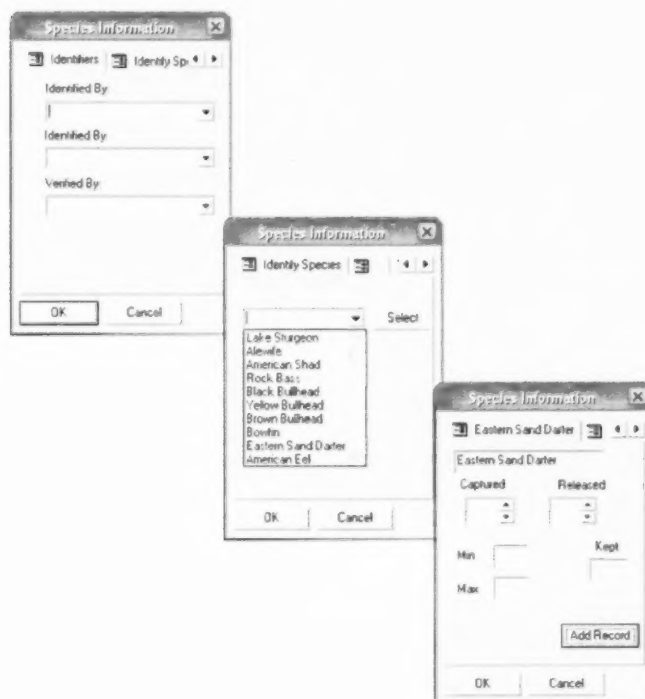 Species Information
Identifiers Identify Sp
Identified By
Identified By
Verified By
OK Cancel
Species Information
Identify Species
Select
Lake Sturgeon
Alewife
American Shad
Rock Bass
Black Bullhead
Yellow Bullhead
Brown Bullhead
Bowfin
Eastern Sand Darter
American Eel
OK Cancel
Species Information
Eastern Sand Darter
Eastern Sand Darter
Captured Released
Min Kept
Max
Add Record
OK Cancel